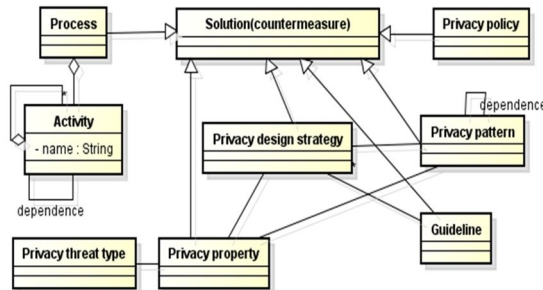 Process
Solution(countermeasure)
Privacy policy
*
Activity
- name : String
dependence
Privacy design strategy
*
dependence
Privacy pattern
Guideline
Privacy threat type
Privacy property